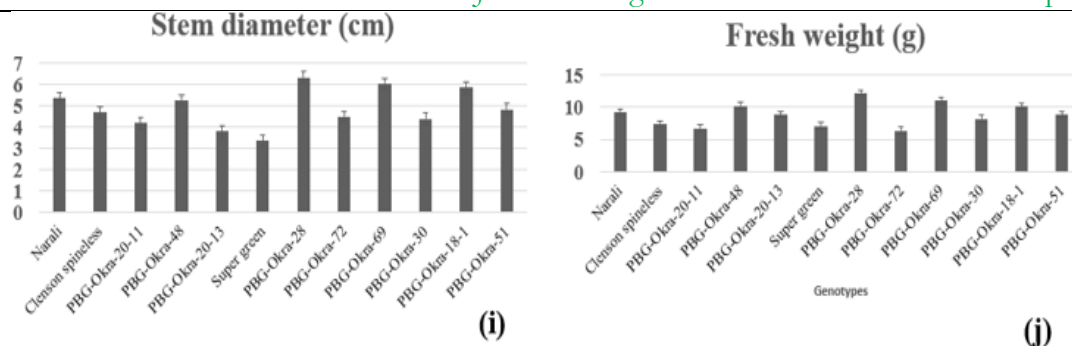 Stem diameter (cm)
7
6
5
4
3
2
1
0
Narali
Clenson spineless
PBG-Okra-20-11
PBG-Okra-48
PBG-Okra-20-13
Super green
PBG-Okra-28
PBG-Okra-72
PBG-Okra-69
PBG-Okra-30
PBG-Okra-18-1
PBG-Okra-51
(i)
Fresh weight (g)
15
10
5
0
Narali
Clenson spineless
PBG-Okra-20-11
PBG-Okra-48
PBG-Okra-20-13
Super green
PBG-Okra-28
PBG-Okra-72
PBG-Okra-69
PBG-Okra-30
PBG-Okra-18-1
PBG-Okra-51
Genotypes
(j)